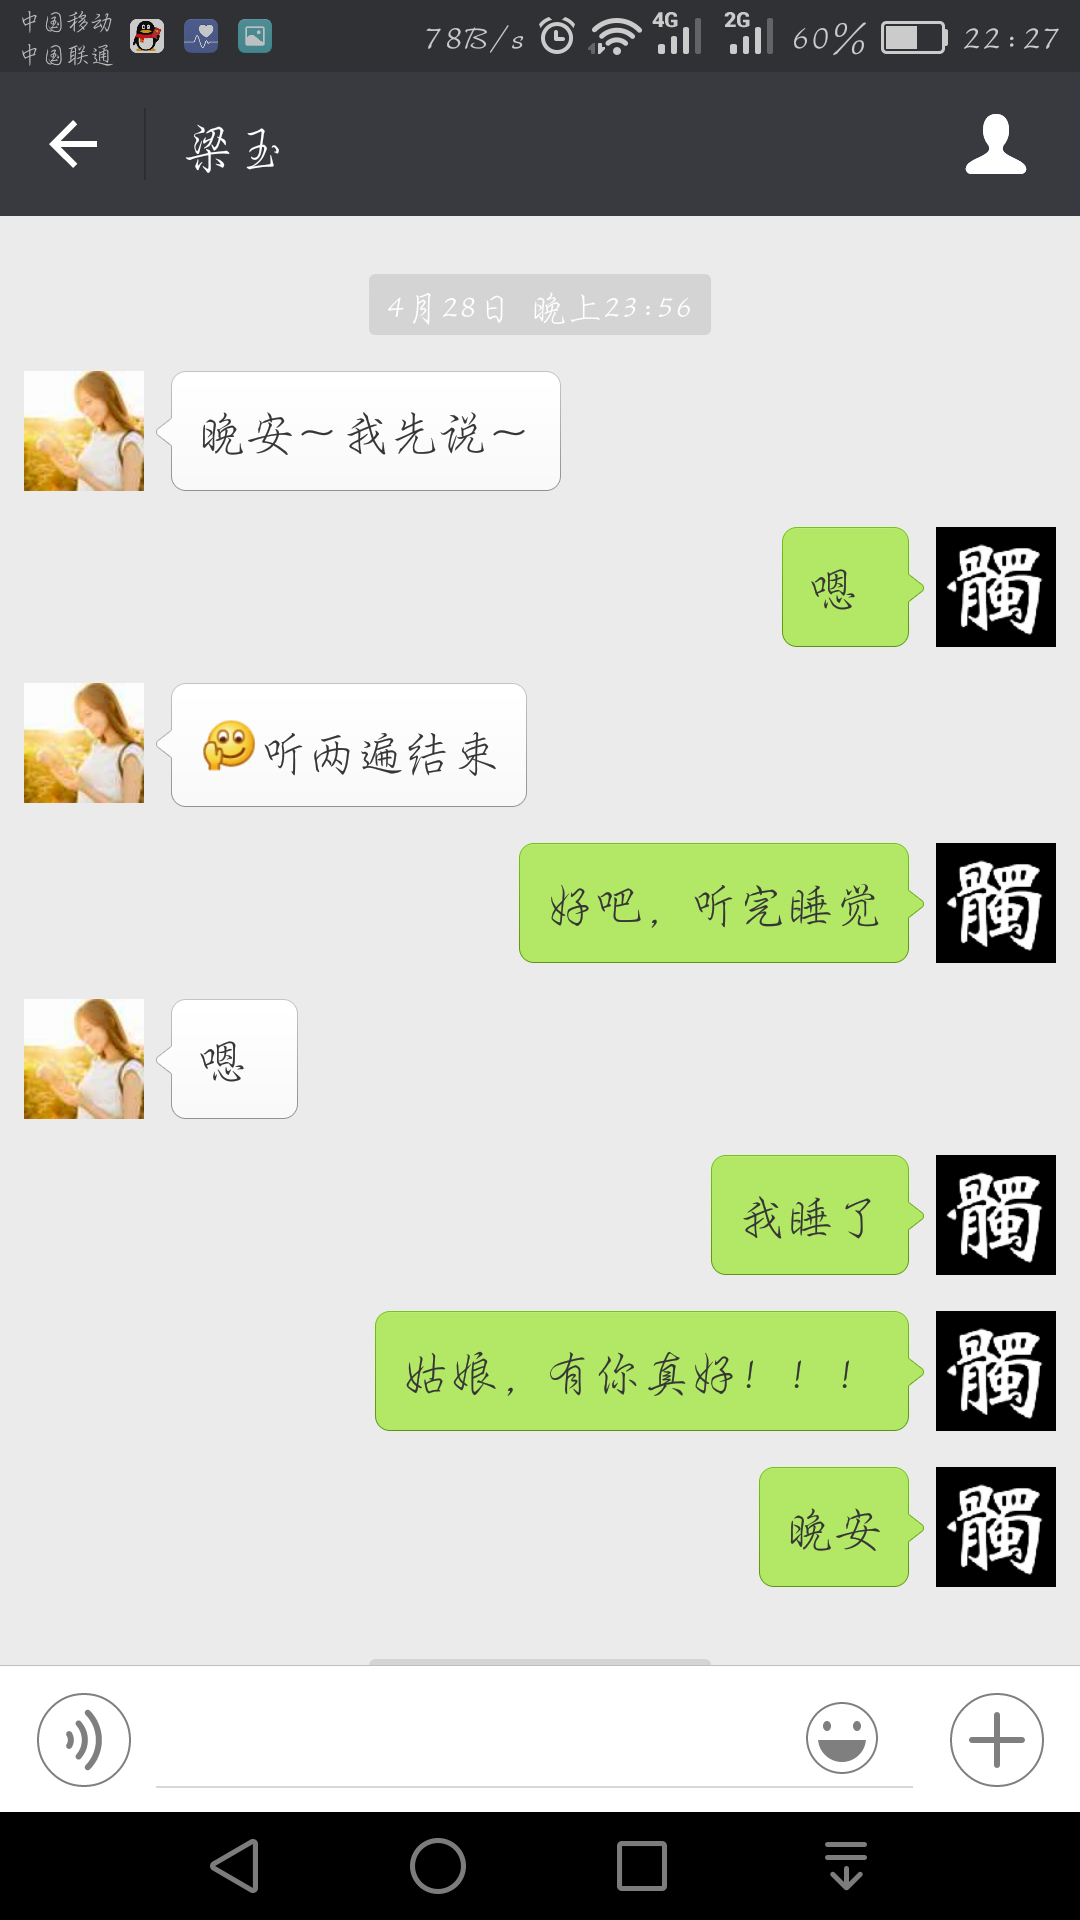 中国移动
中国联通
78B/s 4G 2G 60% 22:27
梁玉
4月28日 晚上23:56
晚安～我先说～
嗯
髑
听两遍结束
好吧，听完睡觉
髑
嗯
我睡了
髑
姑娘，有你真好！！！
髑
晚安
髑